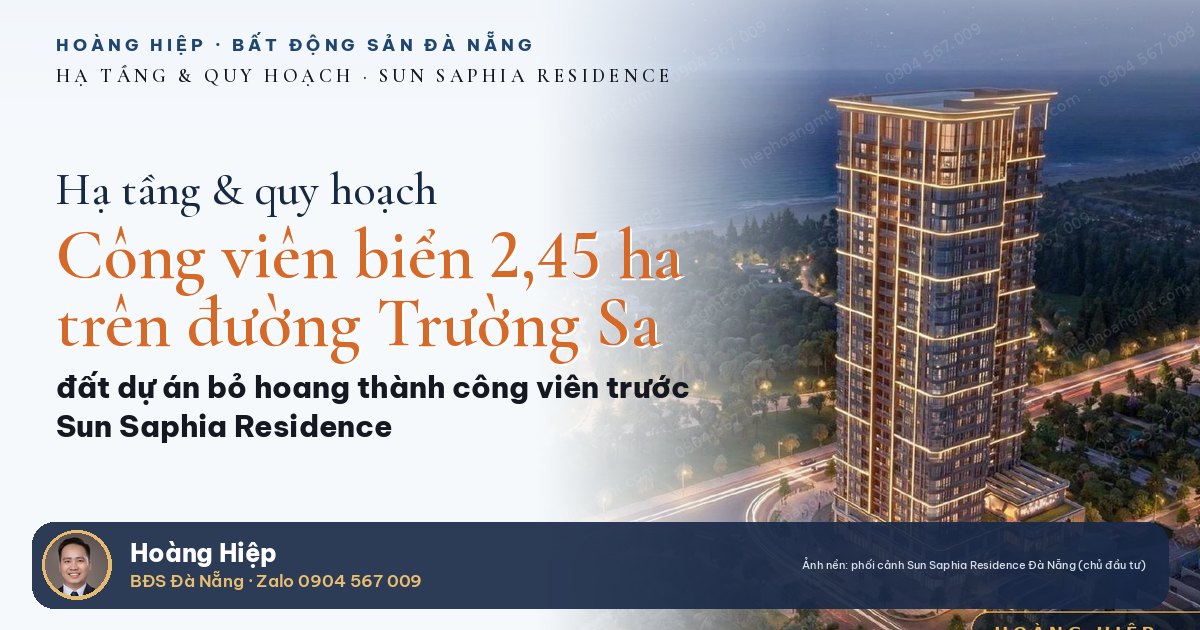 HOÀNG HIỆP · BẤT ĐỘNG SẢN ĐÀ NẴNG
HẠ TẦNG & QUY HOẠCH · SUN SAPHIA RESIDENCE
Hạ tầng & quy hoạch
Công viên biển 2,45 ha
trên đường Trường Sa
đất dự án bỏ hoang thành công viên trước
Sun Saphia Residence
Hoàng Hiệp
BĐS Đà Nẵng · Zalo 0904 567 009
Ảnh nền: phối cảnh Sun Saphia Residence Đà Nẵng (chủ đầu tư)
HOÀNG HIỆP